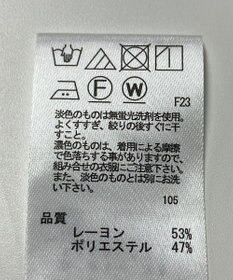 F W
F23
淡色のものは無蛍光洗剤を使用。
よくすすぎ、絞りの後すぐに干
すこと。
濃色のものは、着用による摩擦
で色落ちする事がありますので、
組み合せの衣服にご注意下さい。
また、淡色のものとは別にお洗
濯下さい。
105
品質
レーヨン 53%
ポリエステル 47%